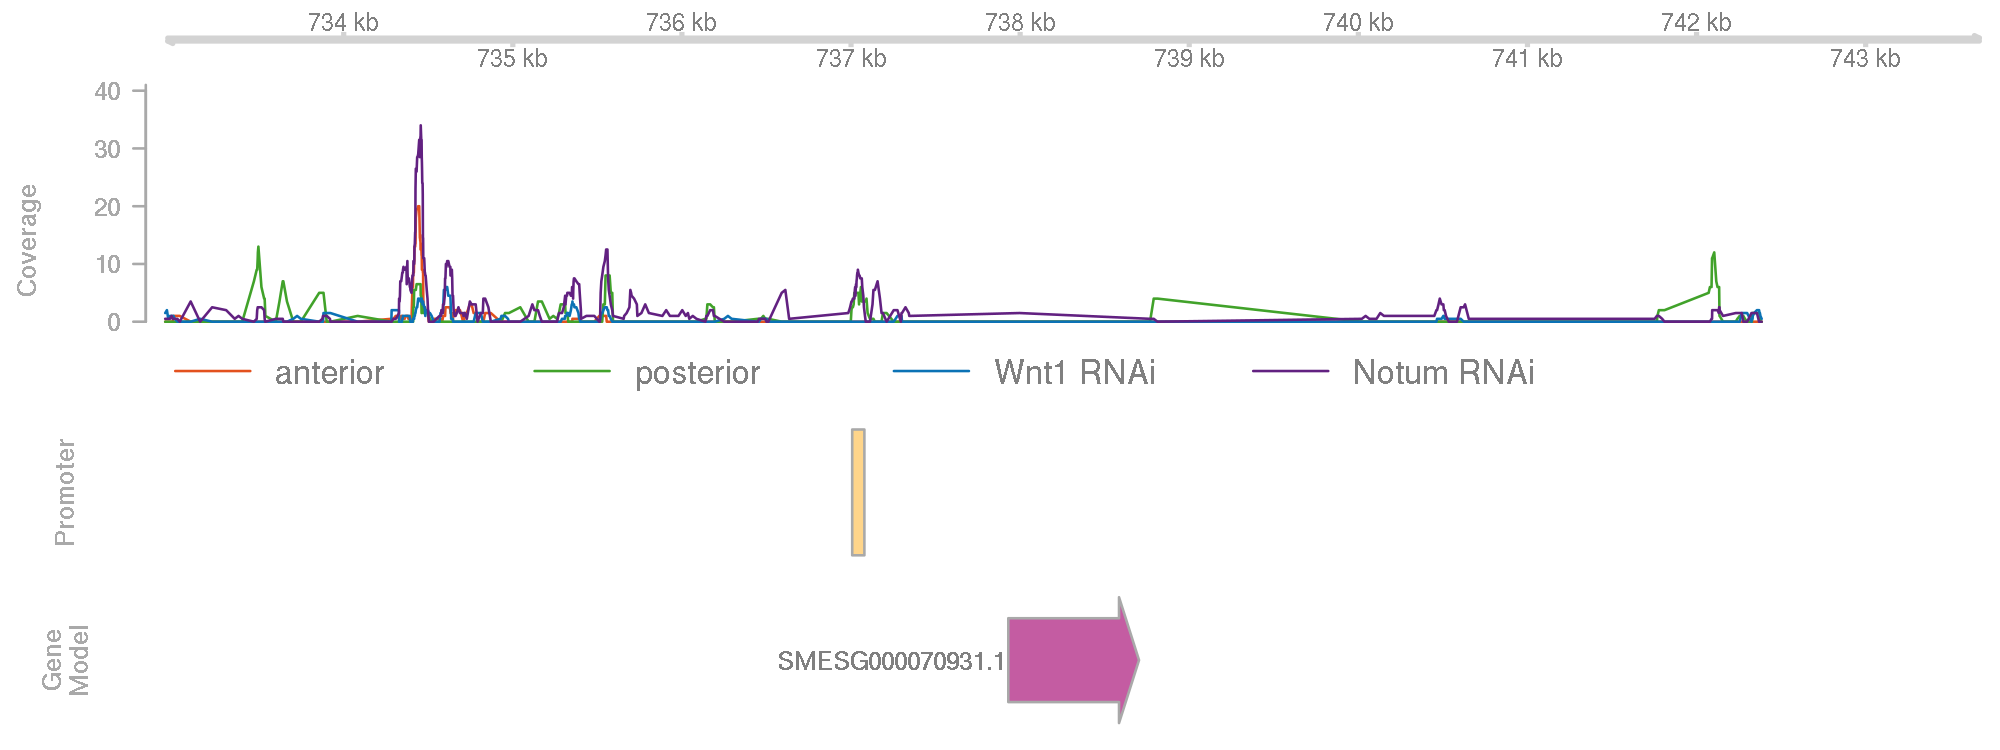 734 kb 736 kb 738 kb 740 kb 742 kb
735 kb 737 kb 739 kb 741 kb 743 kb
Coverage
40
30
20
10
0
anterior posterior Wnt1 RNAi Notum RNAi
Promoter
Gene
Model
SMESG000070931.1